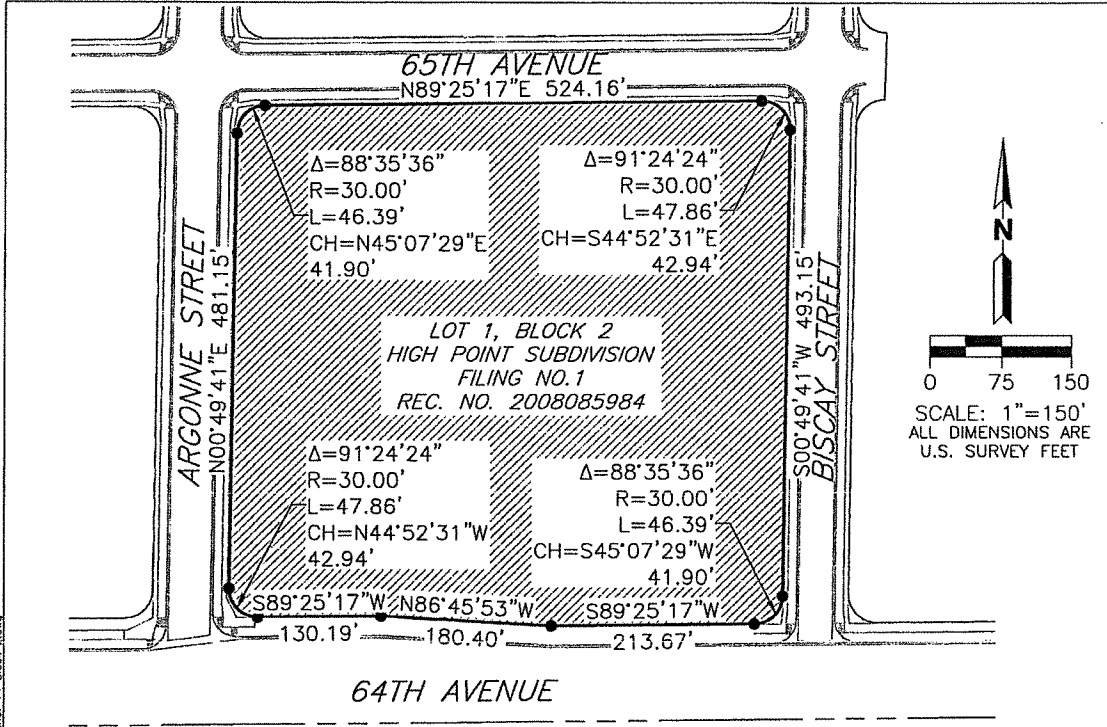 65TH AVENUE
N89°25'17"E 524.16'
Δ=88°35'36"
R=30.00'
L=46.39'
CH=N45°07'29"E
41.90'
Δ=91°24'24"
R=30.00'
L=47.86'
CH=S44°52'31"E
42.94'
ARGONNE STREET
N00°49'41"E 481.15'
LOT 1, BLOCK 2
HIGH POINT SUBDIVISION
FILING NO.1
REC. NO. 2008085984
S00°49'41"W 493.15'
BISCAY STREET
N
0 75 150
SCALE: 1"=150'
ALL DIMENSIONS ARE
U.S. SURVEY FEET
Δ=91°24'24"
R=30.00'
L=47.86'
CH=N44°52'31"W
42.94'
Δ=88°35'36"
R=30.00'
L=46.39'
CH=S45°07'29"W
41.90'
S89°25'17"W N86°45'53"W S89°25'17"W
130.19' 180.40' 213.67'
64TH AVENUE